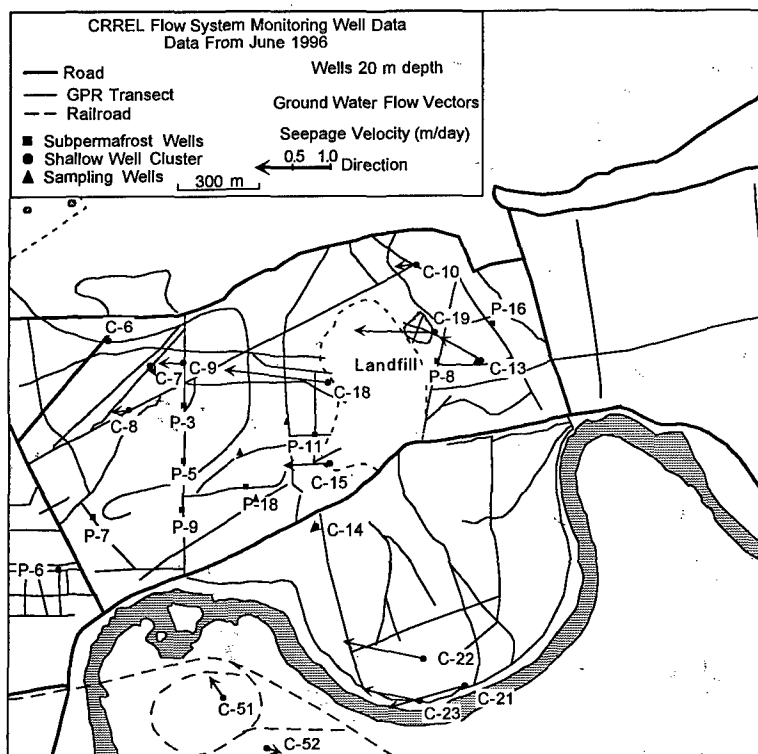 CRREL Flow System Monitoring Well Data
Data From June 1996
Road
Wells 20 m depth
GPR Transect
Ground Water Flow Vectors
Railroad
Seepage Velocity (m/day)
Subpermafrost Wells
0.5 1.0
Direction
Shallow Well Cluster
Sampling Wells
300 m
C-10
P-16
C-19
C-6
Landfill
C-13
P-8
C-9
C-7
C-18
P-3
C-8
P-11
P-5
C-15
P-18
P-9
C-14
P-7
P-6
C-22
C-21
C-23
C-51
C-52